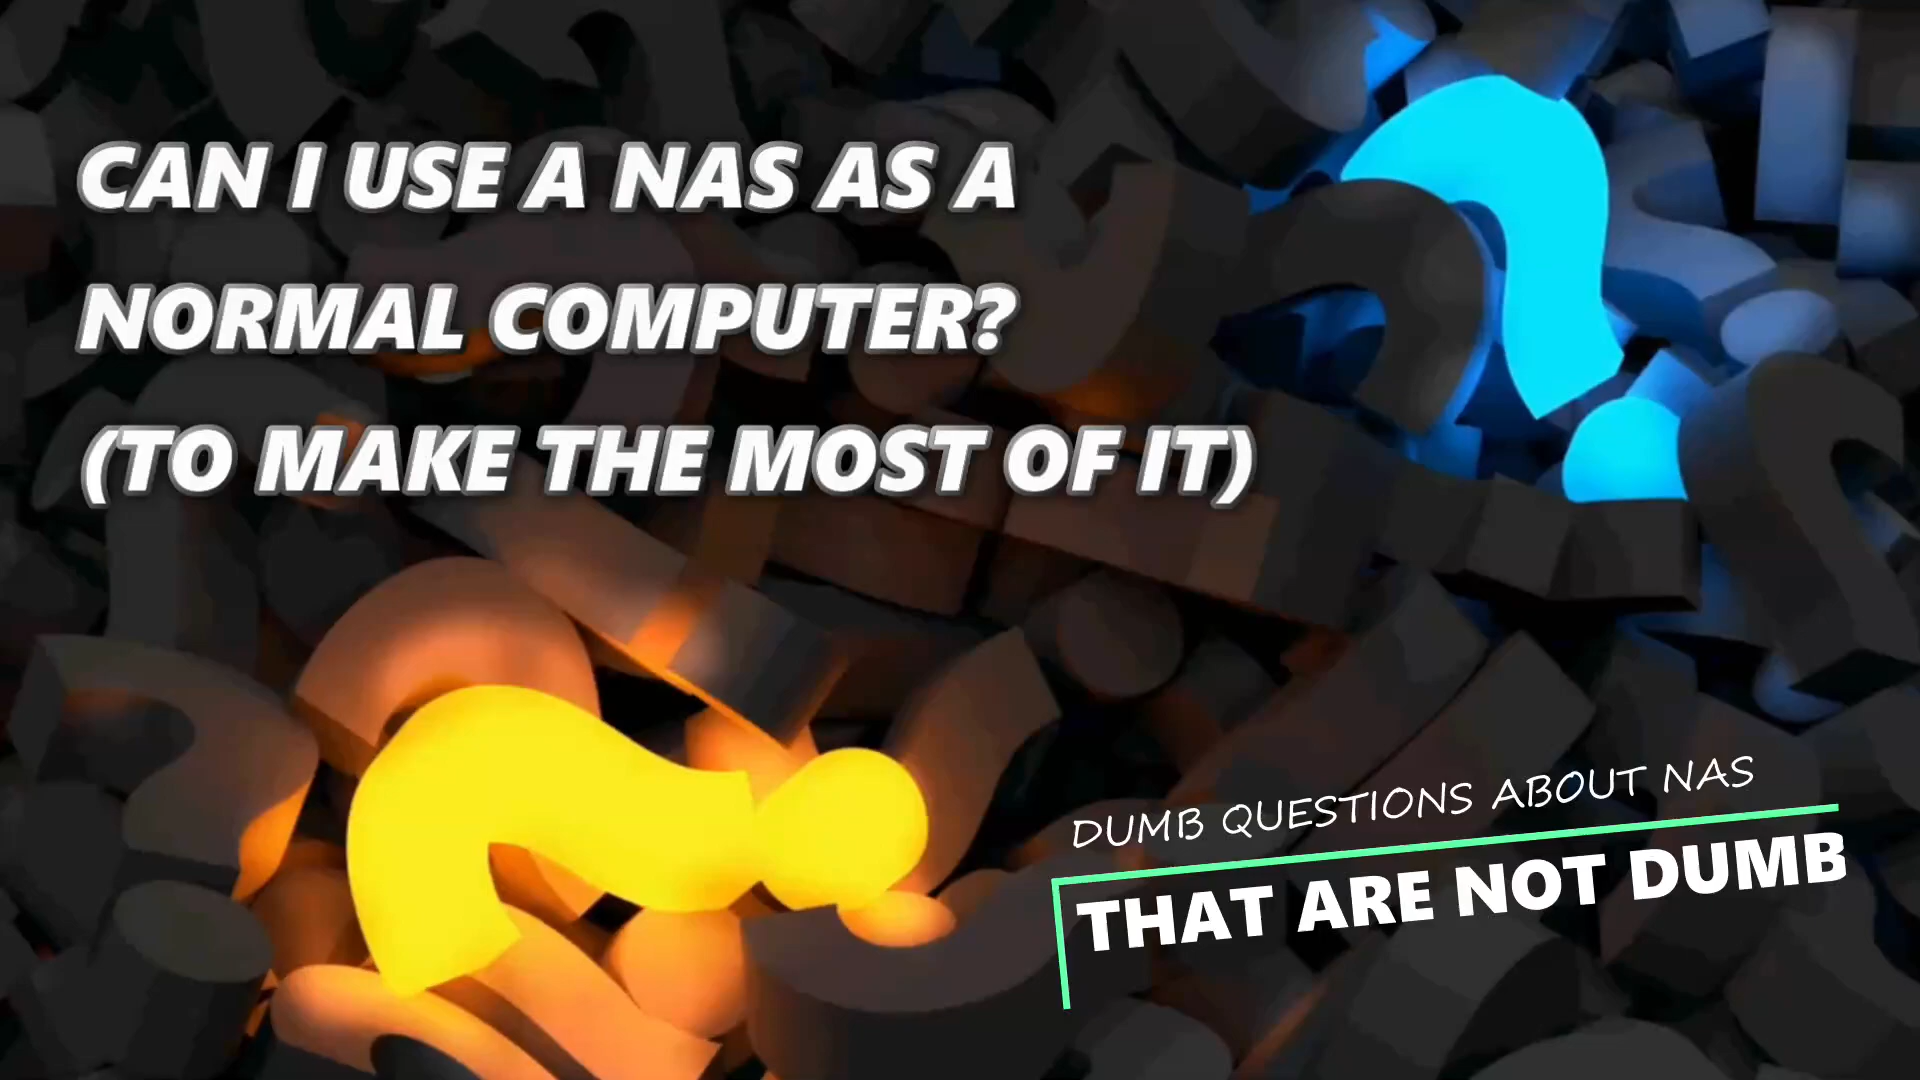 CAN I USE A NAS AS A
NORMAL COMPUTER?
(TO MAKE THE MOST OF IT)
DUMB QUESTIONS ABOUT NAS
THAT ARE NOT DUMB